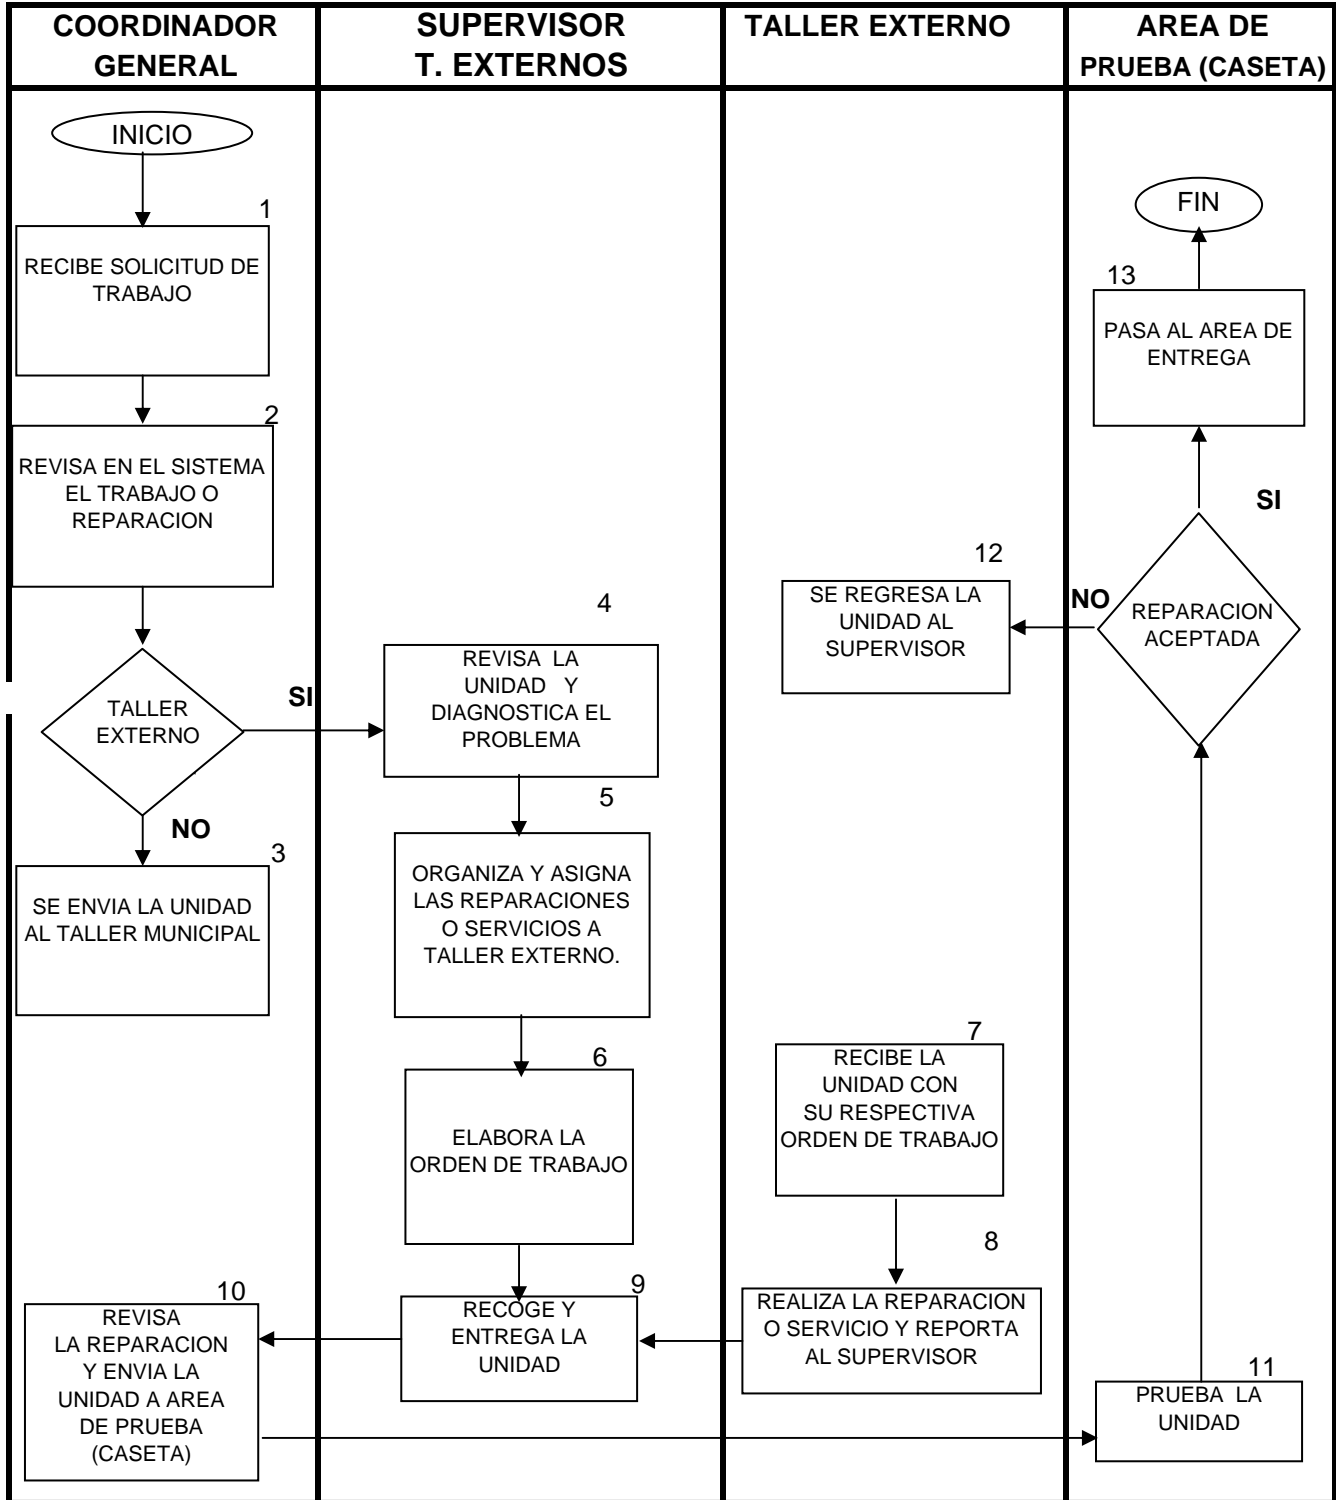 COORDINADOR
GENERAL
SUPERVISOR
T. EXTERNOS
TALLER EXTERNO
AREA DE
PRUEBA (CASETA)
INICIO
1
RECIBE SOLICITUD DE
TRABAJO
2
REVISA EN EL SISTEMA
EL TRABAJO O
REPARACION
TALLER
EXTERNO
SI
NO
3
SE ENVIA LA UNIDAD
AL TALLER MUNICIPAL
4
REVISA LA
UNIDAD Y
DIAGNOSTICA EL
PROBLEMA
5
ORGANIZA Y ASIGNA
LAS REPARACIONES
O SERVICIOS A
TALLER EXTERNO.
6
ELABORA LA
ORDEN DE TRABAJO
7
RECIBE LA
UNIDAD CON
SU RESPECTIVA
ORDEN DE TRABAJO
8
REALIZA LA REPARACION
O SERVICIO Y REPORTA
AL SUPERVISOR
9
RECOGE Y
ENTREGA LA
UNIDAD
10
REVISA
LA REPARACION
Y ENVIA LA
UNIDAD A AREA
DE PRUEBA
(CASETA)
11
PRUEBA LA
UNIDAD
REPARACION
ACEPTADA
NO
12
SE REGRESA LA
UNIDAD AL
SUPERVISOR
SI
13
PASA AL AREA DE
ENTREGA
FIN